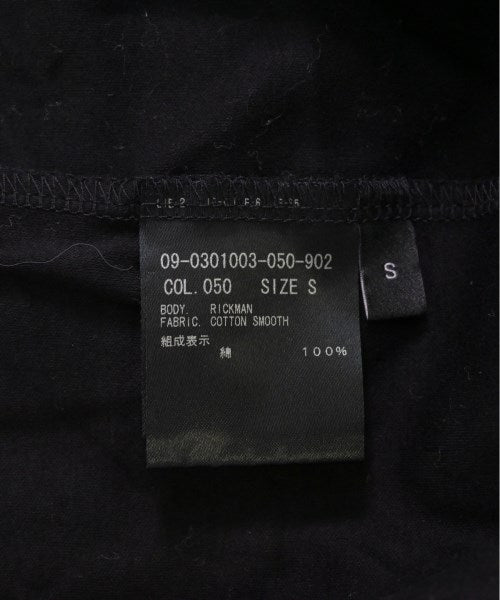 09-0301003-050-902
COL. 050 SIZE S
BODY. RICKMAN
FABRIC. COTTON SMOOTH
組成表示
綿 100%
S